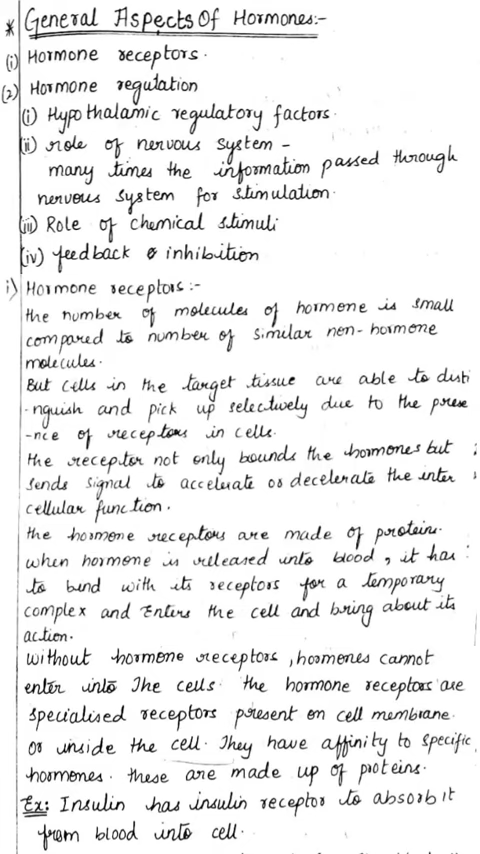 * General Aspects Of Hormones:-
(i) Hormone receptors.
(2) Hormone regulation
(i) Hypothalamic regulatory factors.
(ii) role of nervous system -
many times the information passed through
nervous system for stimulation.
(iii) Role of chemical stimuli
(iv) feedback & inhibition
i) Hormone receptors :-
the number of molecules of hormone is small
compared to number of similar non-hormone
molecules.
But cells in the target tissue are able to disti
-nguish and pick up selectively due to the prese
-nce of receptors in cells.
the receptor not only bounds the hormones but
sends signal to accelerate or decelerate the inter
cellular function.
the hormone receptors are made of proteins.
when hormone is released into blood, it has
to bind with its receptors for a temporary
complex and Enters the cell and bring about its
action.
without hormone receptors, hormones cannot
enter into The cells. the hormone receptors are
specialised receptors present on cell membrane.
or inside the cell. They have affinity to specific
hormones. these are made up of proteins.
Ex: Insulin has insulin receptor to absorb it
from blood into cell.